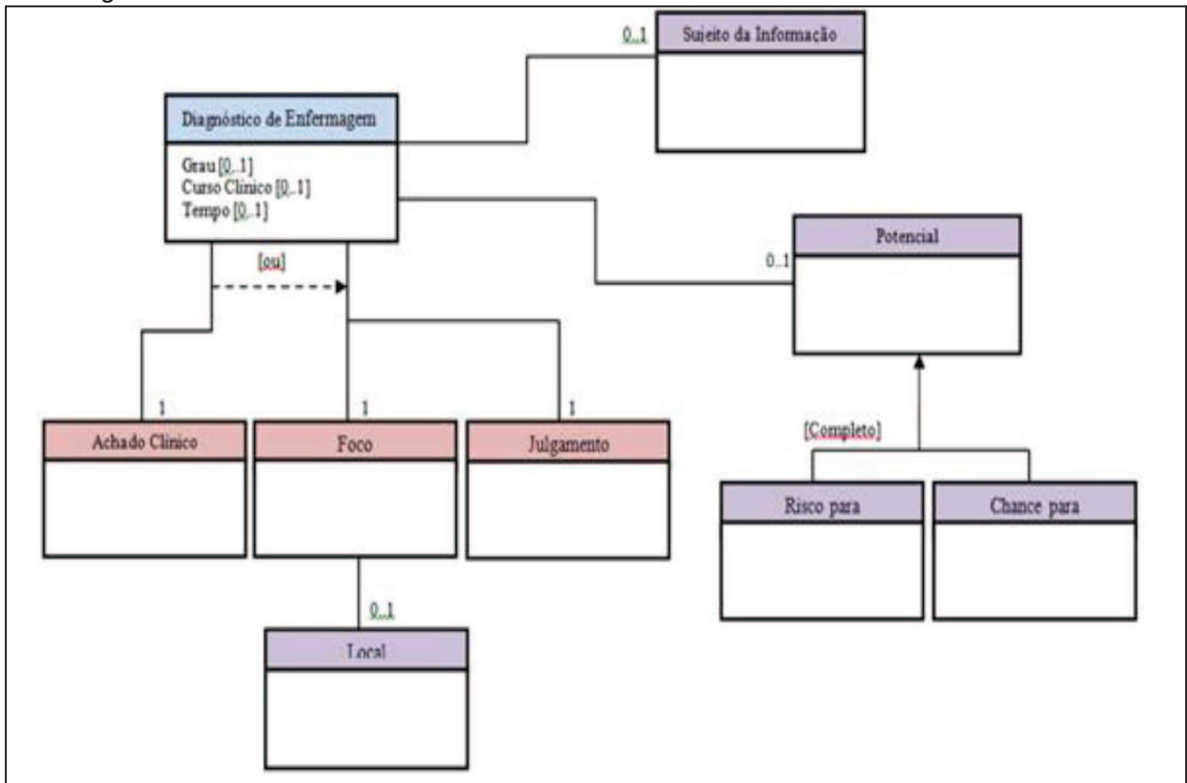 0..1
Sujeito da Informação
Diagnóstico de Enfermagem
Grau [0..1]
Curso Clínico [0..1]
Tempo [0..1]
Potencial
[ou]
0..1
1
1
1
Achado Clínico
Foco
Julgamento
[Completo]
Risco para
Chance para
0..1
Local